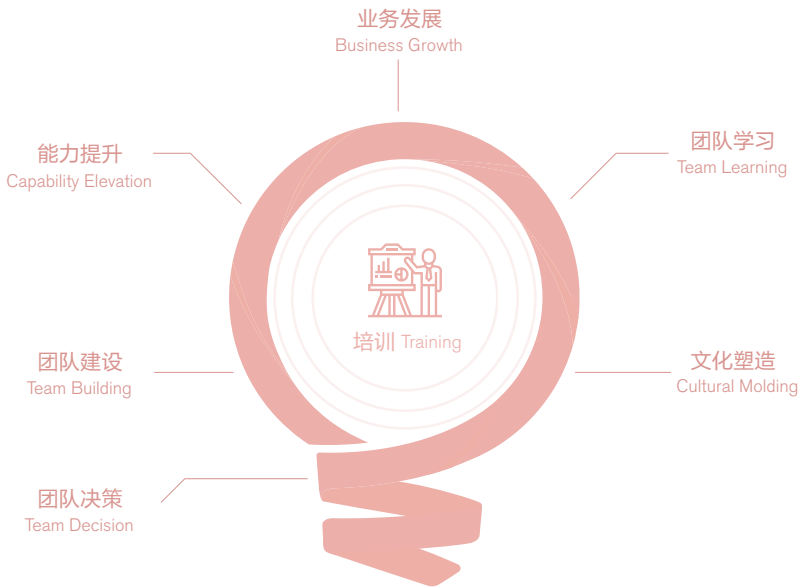 业务发展
Business Growth
能力提升
Capability Elevation
团队学习
Team Learning
培训 Training
团队建设
Team Building
文化塑造
Cultural Molding
团队决策
Team Decision